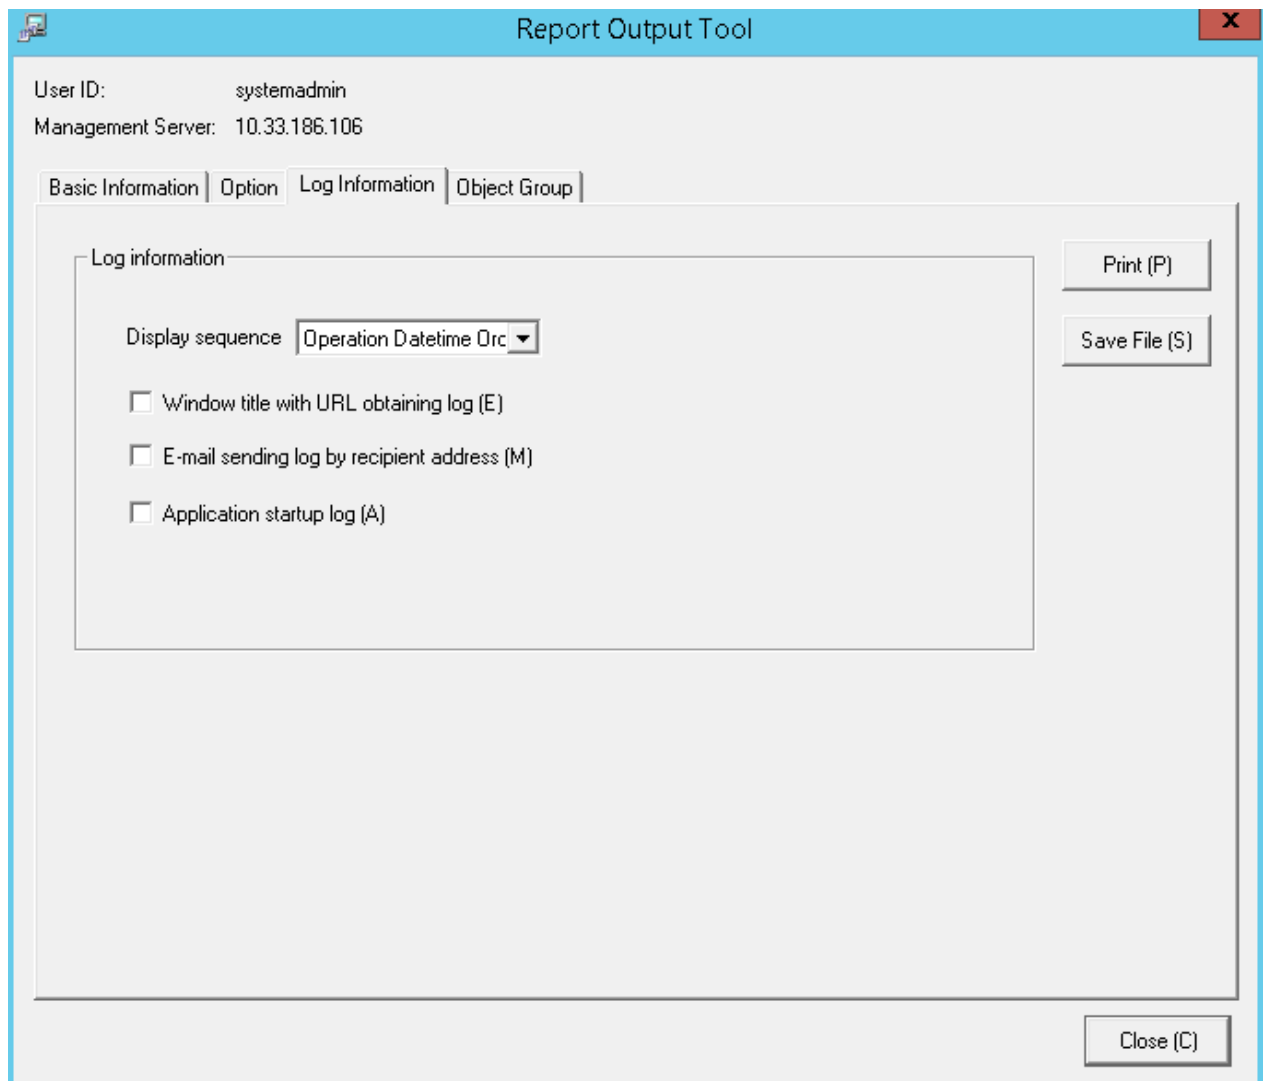 Report Output Tool
X
User ID: systemadmin
Management Server: 10.33.186.106
Basic Information Option Log Information Object Group
Log information
Print (P)
Display sequence Operation Datetime Orc
Save File (S)
Window title with URL obtaining log (E)
E-mail sending log by recipient address (M)
Application startup log (A)
Close (C)